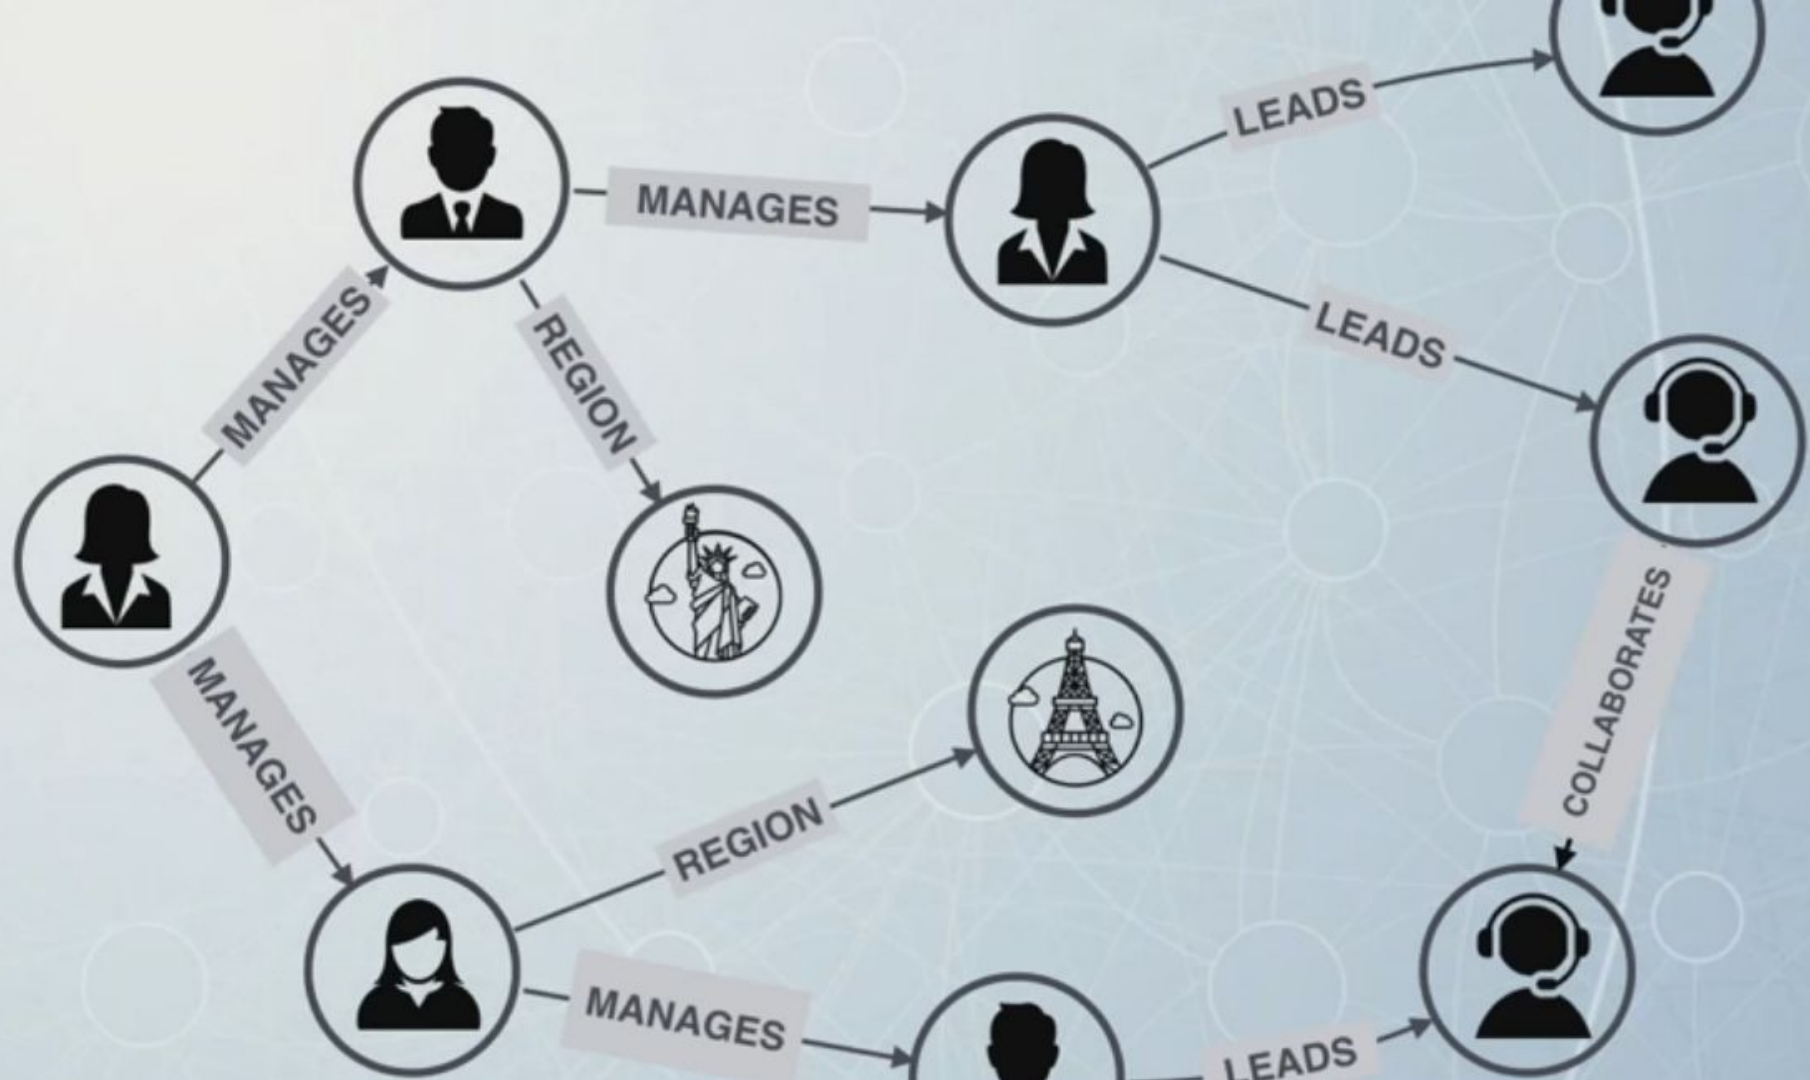 LEADS
MANAGES
MANAGES
REGION
LEADS
COLLABORATES
MANAGES
REGION
MANAGES
LEADS